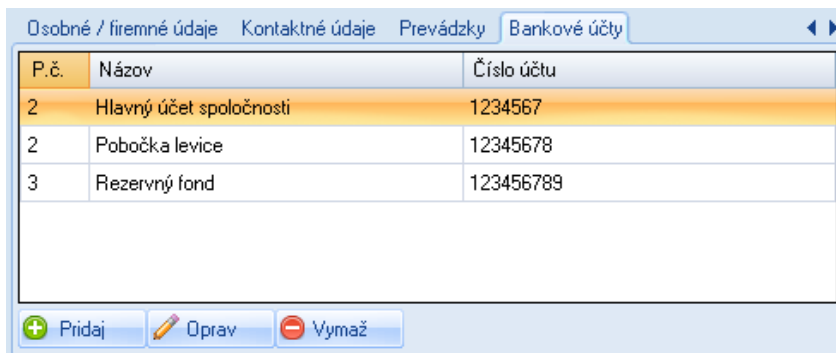 Osobné / firemné údaje Kontaktné údaje Prevádzky Bankové účty
P.č. Názov Číslo účtu
2 Hlavný účet spoločnosti 1234567
2 Pobočka levice 12345678
3 Rezervný fond 123456789
Pridaj Oprav Vymaž